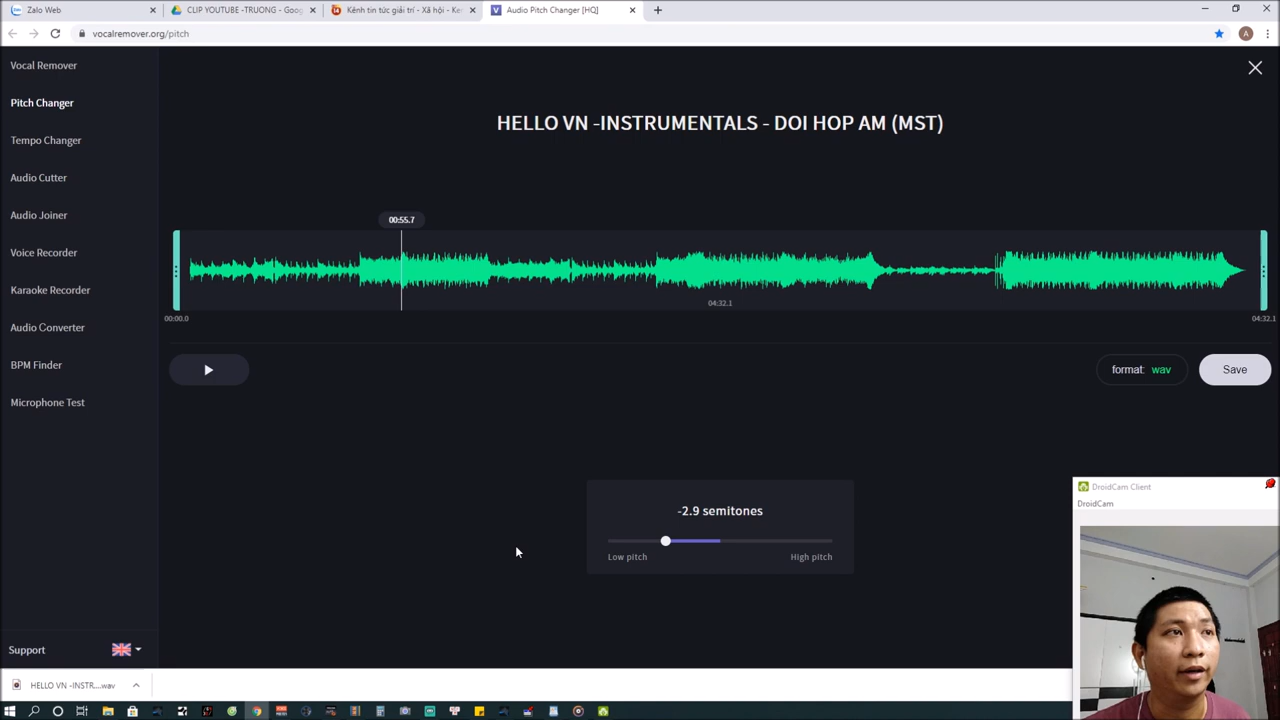 Zalo Web
CLIP YOUTUBE -TRUONG - Goog
Kênh tin tức giải trí - Xã hội - Ke
Audio Pitch Changer [HQ]
vocalremover.org/pitch
A
Vocal Remover
Pitch Changer
Tempo Changer
Audio Cutter
Audio Joiner
Voice Recorder
Karaoke Recorder
Audio Converter
BPM Finder
Microphone Test
Support
HELLO VN -INSTRUMENTALS - DOI HOP AM (MST)
00:55.7
04:32.1
00:00.0
04:32.1
format: wav
Save
-2.9 semitones
Low pitch
High pitch
DroidCam Client
DroidCam
HELLO VN -INSTR....wav